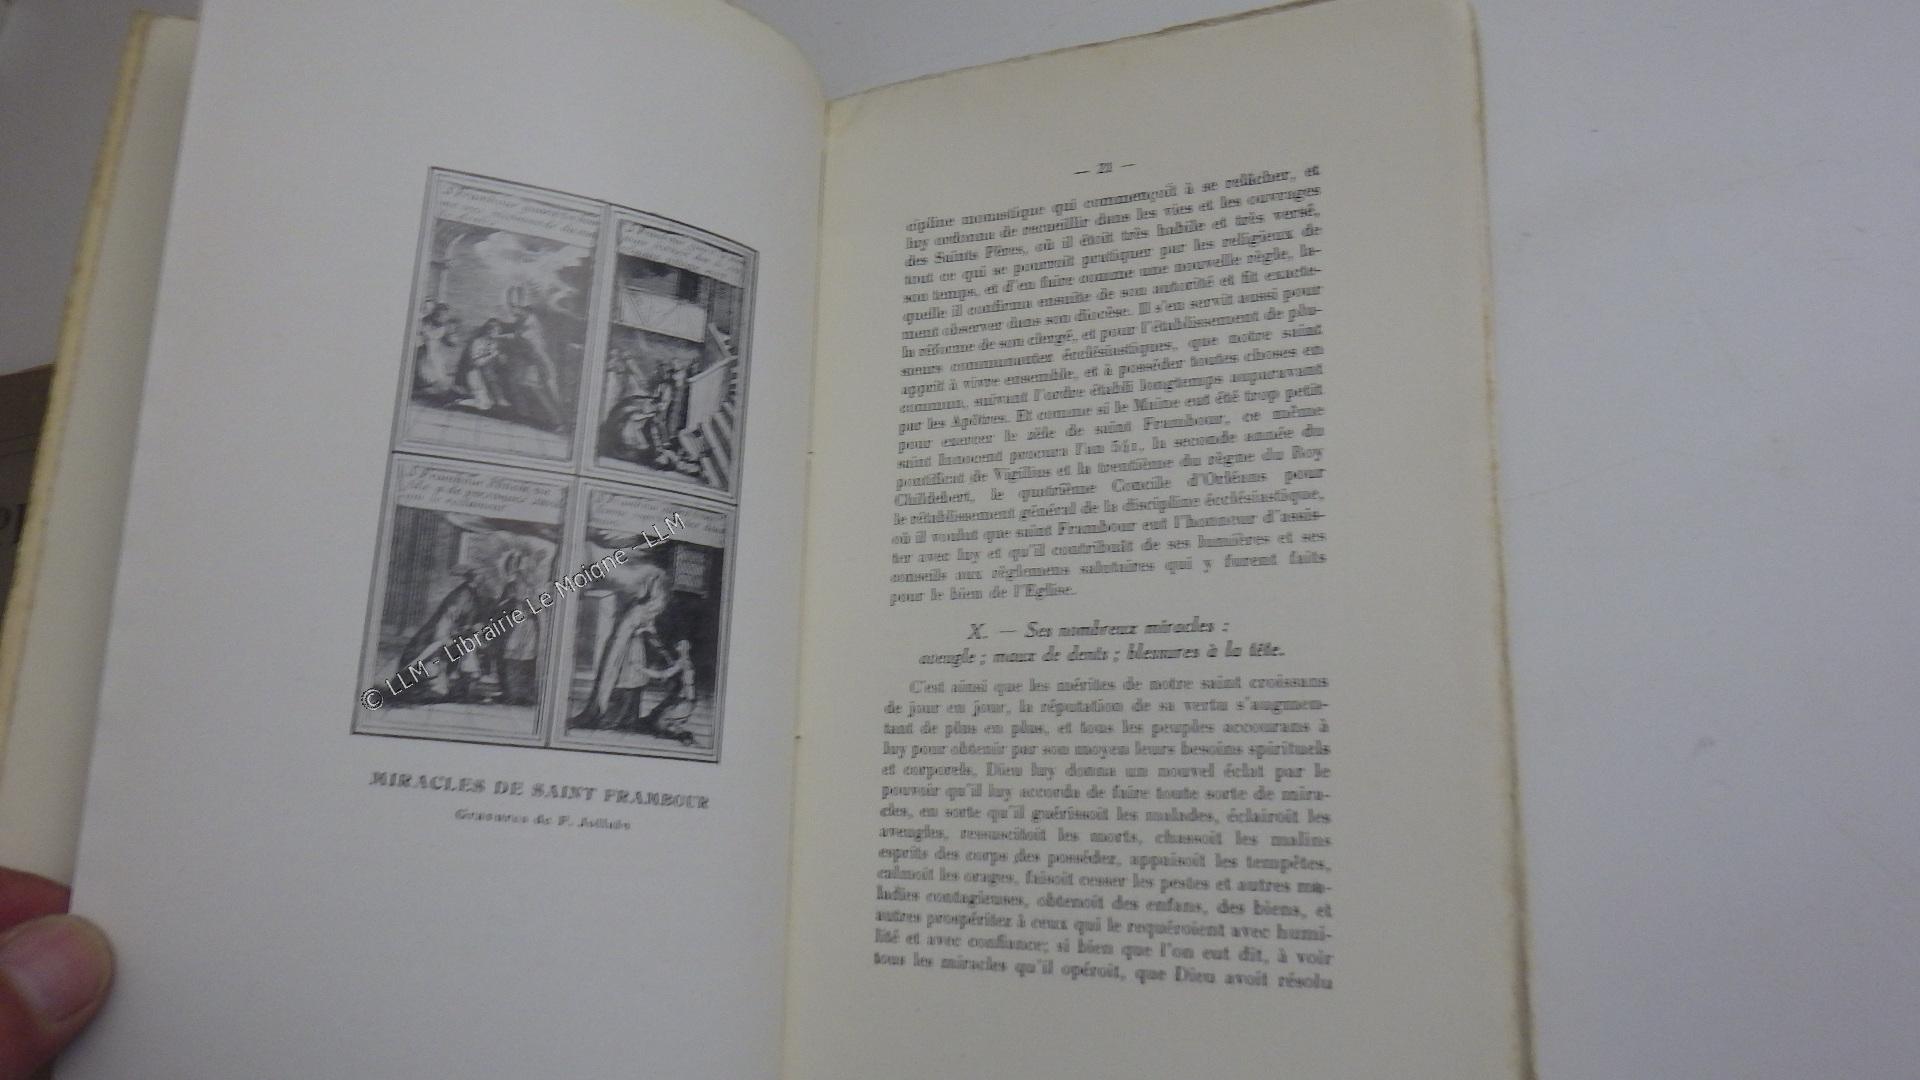 MIRACLES DE SAINT FRAMBOUR
Gravures de F.
© LLM - Librairie Le Moigne - LLM
cipline monastique qui commençoit à se relâcher, et
luy ordonna de recueillir dans les vies et les ouvrages
des Saints Pères, où il étoit très habile et très versé,
tout ce qui se pourroit pratiquer par les religieux de
son temps, et d'en faire comme une nouvelle règle, la-
quelle il confirma ensuite de son autorité et fit exacte-
ment observer dans son diocèse. Il s'en servit aussi pour
la réforme de son clergé, et pour l'établissement de plu-
sieurs communautez écclésiastiques, que notre saint
apprit à vivre ensemble, et à posséder toutes choses en
commun, suivant l'ordre établi longtemps auparavant
par les Apôtres. Et comme si le Maine eut été trop petit
pour exercer le zèle de saint Frambour, ce même
saint Innocent procura l'an 541, la seconde année du
pontificat de Vigilius et la trentième du règne du Roy
Childebert, le quatrième Concile d'Orléans pour
le rétablissement général de la discipline écclésiastique,
où il voulut que saint Frambour eut l'honneur d'assis-
ter avec luy et qu'il contribuât de ses lumières et ses
conseils aux règlemens salutaires qui y furent faits
pour le bien de l'Eglise.
X. — Ses nombreux miracles :
aveugle ; maux de dents ; blessures à la tête.
C'est ainsi que les mérites de notre saint croissans
de jour en jour, la réputation de sa vertu s'augmen-
tant de plus en plus, et tous les peuples accourans à
luy pour obtenir par son moyen leurs besoins spirituels
et corporels, Dieu luy donna un nouvel éclat par le
pouvoir qu'il luy accorda de faire toute sorte de mira-
cles, en sorte qu'il guérissoit les malades, éclairoit les
aveugles, ressuscitoit les morts, chassoit les malins
esprits des corps des possédez, appaisoit les tempêtes,
calmoit les orages, faisoit cesser les pestes et autres ma-
ladies contagieuses, obtenoit des enfans, des biens, et
autres prospéritez à ceux qui le requéroient avec humi-
lité et avec confiance; si bien que l'on eut dit, à voir
tous les miracles qu'il opéroit, que Dieu avoit résolu